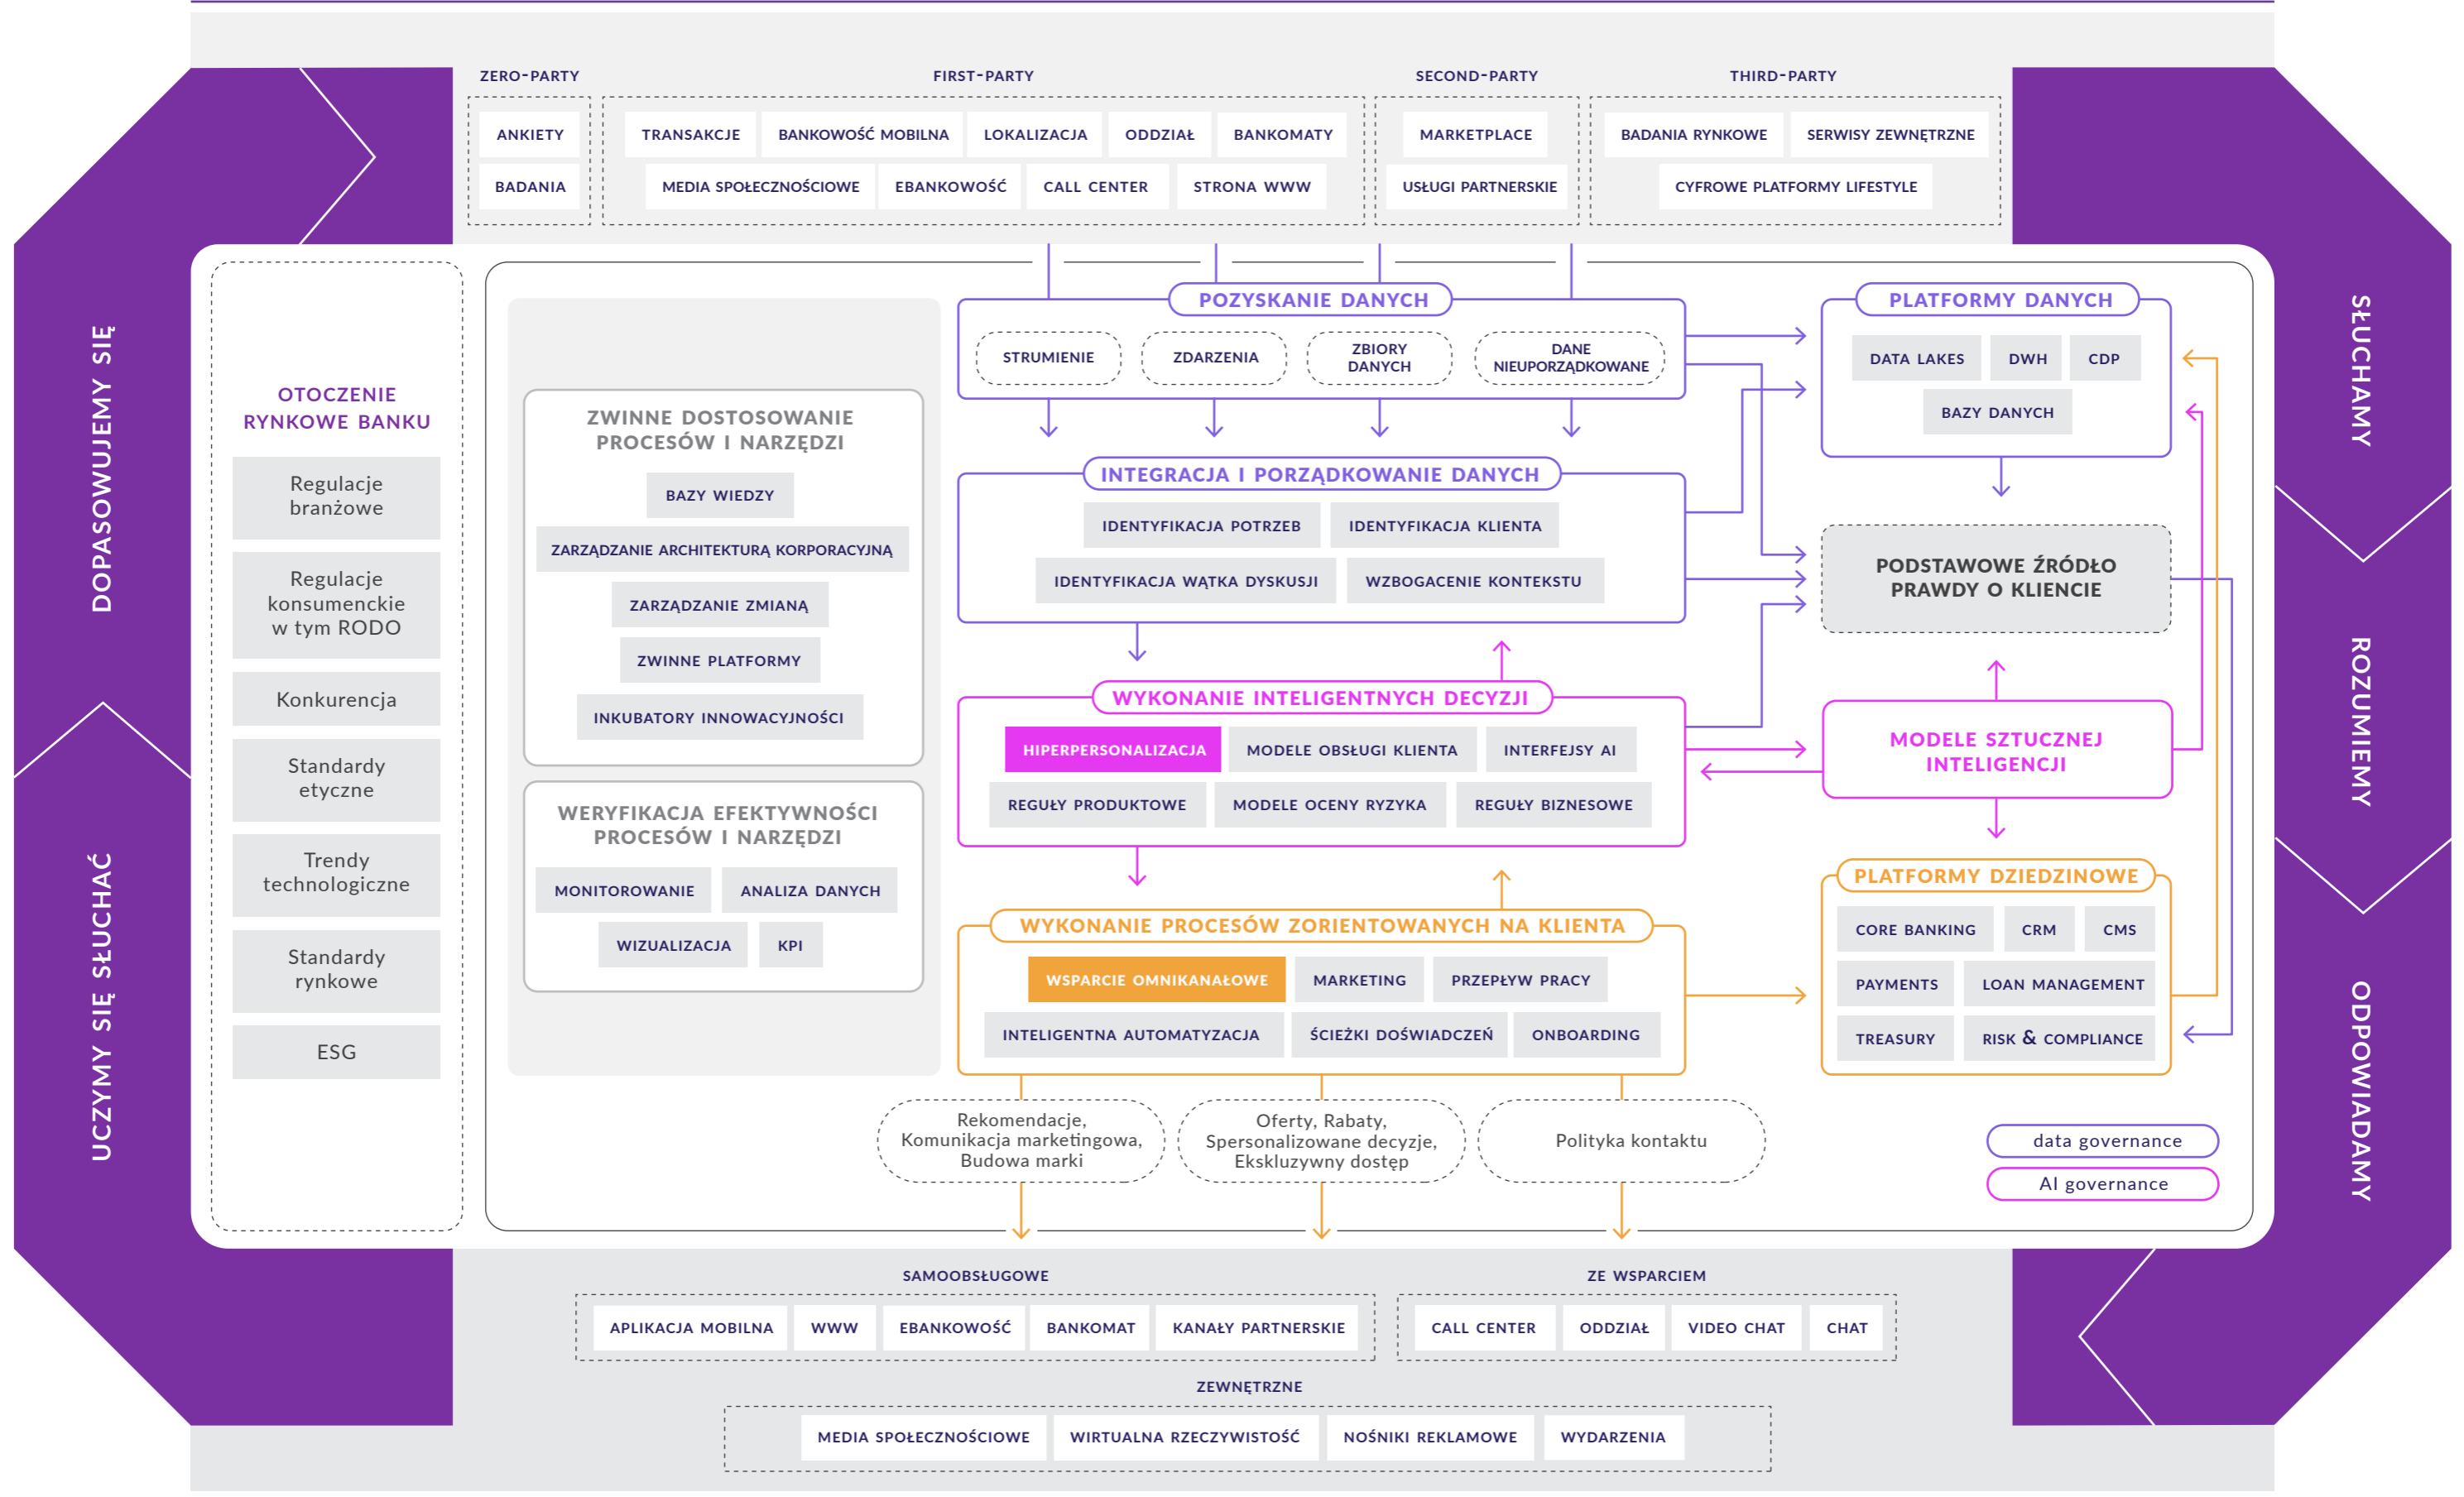 ZERO-PARTY
ANKIETY
BADANIA
FIRST-PARTY
TRANSAKCJE
BANKOWOŚĆ MOBILNA
LOKALIZACJA
ODDZIAŁ
BANKOMATY
MEDIA SPOŁECZNOŚCIOWE
EBANKOWOŚĆ
CALL CENTER
STRONA WWW
SECOND-PARTY
MARKETPLACE
USŁUGI PARTNERSKIE
THIRD-PARTY
BADANIA RYNKOWE
SERWISY ZEWNĘTRZNE
CYFROWE PLATFORMY LIFESTYLE
DOPASOWUJEMY SIĘ
UCZYMY SIĘ SŁUCHAĆ
OTOCZENIE
RYNKOWE BANKU
Regulacje
branżowe
Regulacje
konsumenckie
w tym RODO
Konkurencja
Standardy
etyczne
Trendy
technologiczne
Standardy
rynkowe
ESG
ZWINNE DOSTOSOWANIE
PROCESÓW I NARZĘDZI
BAZY WIEDZY
ZARZĄDZANIE ARCHITEKTURĄ KORPORACYJNĄ
ZARZĄDZANIE ZMIANĄ
ZWINNE PLATFORMY
INKUBATORY INNOWACYJNOŚCI
WERYFIKACJA EFEKTYWNOŚCI
PROCESÓW I NARZĘDZI
MONITOROWANIE
ANALIZA DANYCH
WIZUALIZACJA
KPI
POZYSKANIE DANYCH
STRUMIENIE
ZDARZENIA
ZBIORY
DANYCH
DANE
NIEUPORZĄDKOWANE
INTEGRACJA I PORZĄDKOWANIE DANYCH
IDENTYFIKACJA POTRZEB
IDENTYFIKACJA KLIENTA
IDENTYFIKACJA WĄTKA DYSKUSJI
WZBOGACENIE KONTEKSTU
WYKONANIE INTELIGENTNYCH DECYZJI
HIPERPERSONALIZACJA
MODELE OBSŁUGI KLIENTA
INTERFEJSY AI
REGUŁY PRODUKTOWE
MODELE OCENY RYZYKA
REGUŁY BIZNESOWE
WYKONANIE PROCESÓW ZORIENTOWANYCH NA KLIENTA
WSPARCIE OMNIKANAŁOWE
MARKETING
PRZEPŁYW PRACY
INTELIGENTNA AUTOMATYZACJA
ŚCIEŻKI DOŚWIADCZEŃ
ONBOARDING
Rekomendacje,
Komunikacja marketingowa,
Budowa marki
Oferty, Rabaty,
Spersonalizowane decyzje,
Ekskluzywny dostęp
Polityka kontaktu
PLATFORMY DANYCH
DATA LAKES
DWH
CDP
BAZY DANYCH
PODSTAWOWE ŹRÓDŁO
PRAWDY O KLIENCIE
MODELE SZTUCZNEJ
INTELIGENCJI
PLATFORMY DZIEDZINOWE
CORE BANKING
CRM
CMS
PAYMENTS
LOAN MANAGEMENT
TREASURY
RISK & COMPLIANCE
data governance
AI governance
SŁUCHAMY
ROZUMIEMY
ODPOWIADAMY
SAMOOBSŁUGOWE
APLIKACJA MOBILNA
WWW
EBANKOWOŚĆ
BANKOMAT
KANAŁY PARTNERSKIE
ZE WSPARCIEM
CALL CENTER
ODDZIAŁ
VIDEO CHAT
CHAT
ZEWNĘTRZNE
MEDIA SPOŁECZNOŚCIOWE
WIRTUALNA RZECZYWISTOŚĆ
NOŚNIKI REKLAMOWE
WYDARZENIA